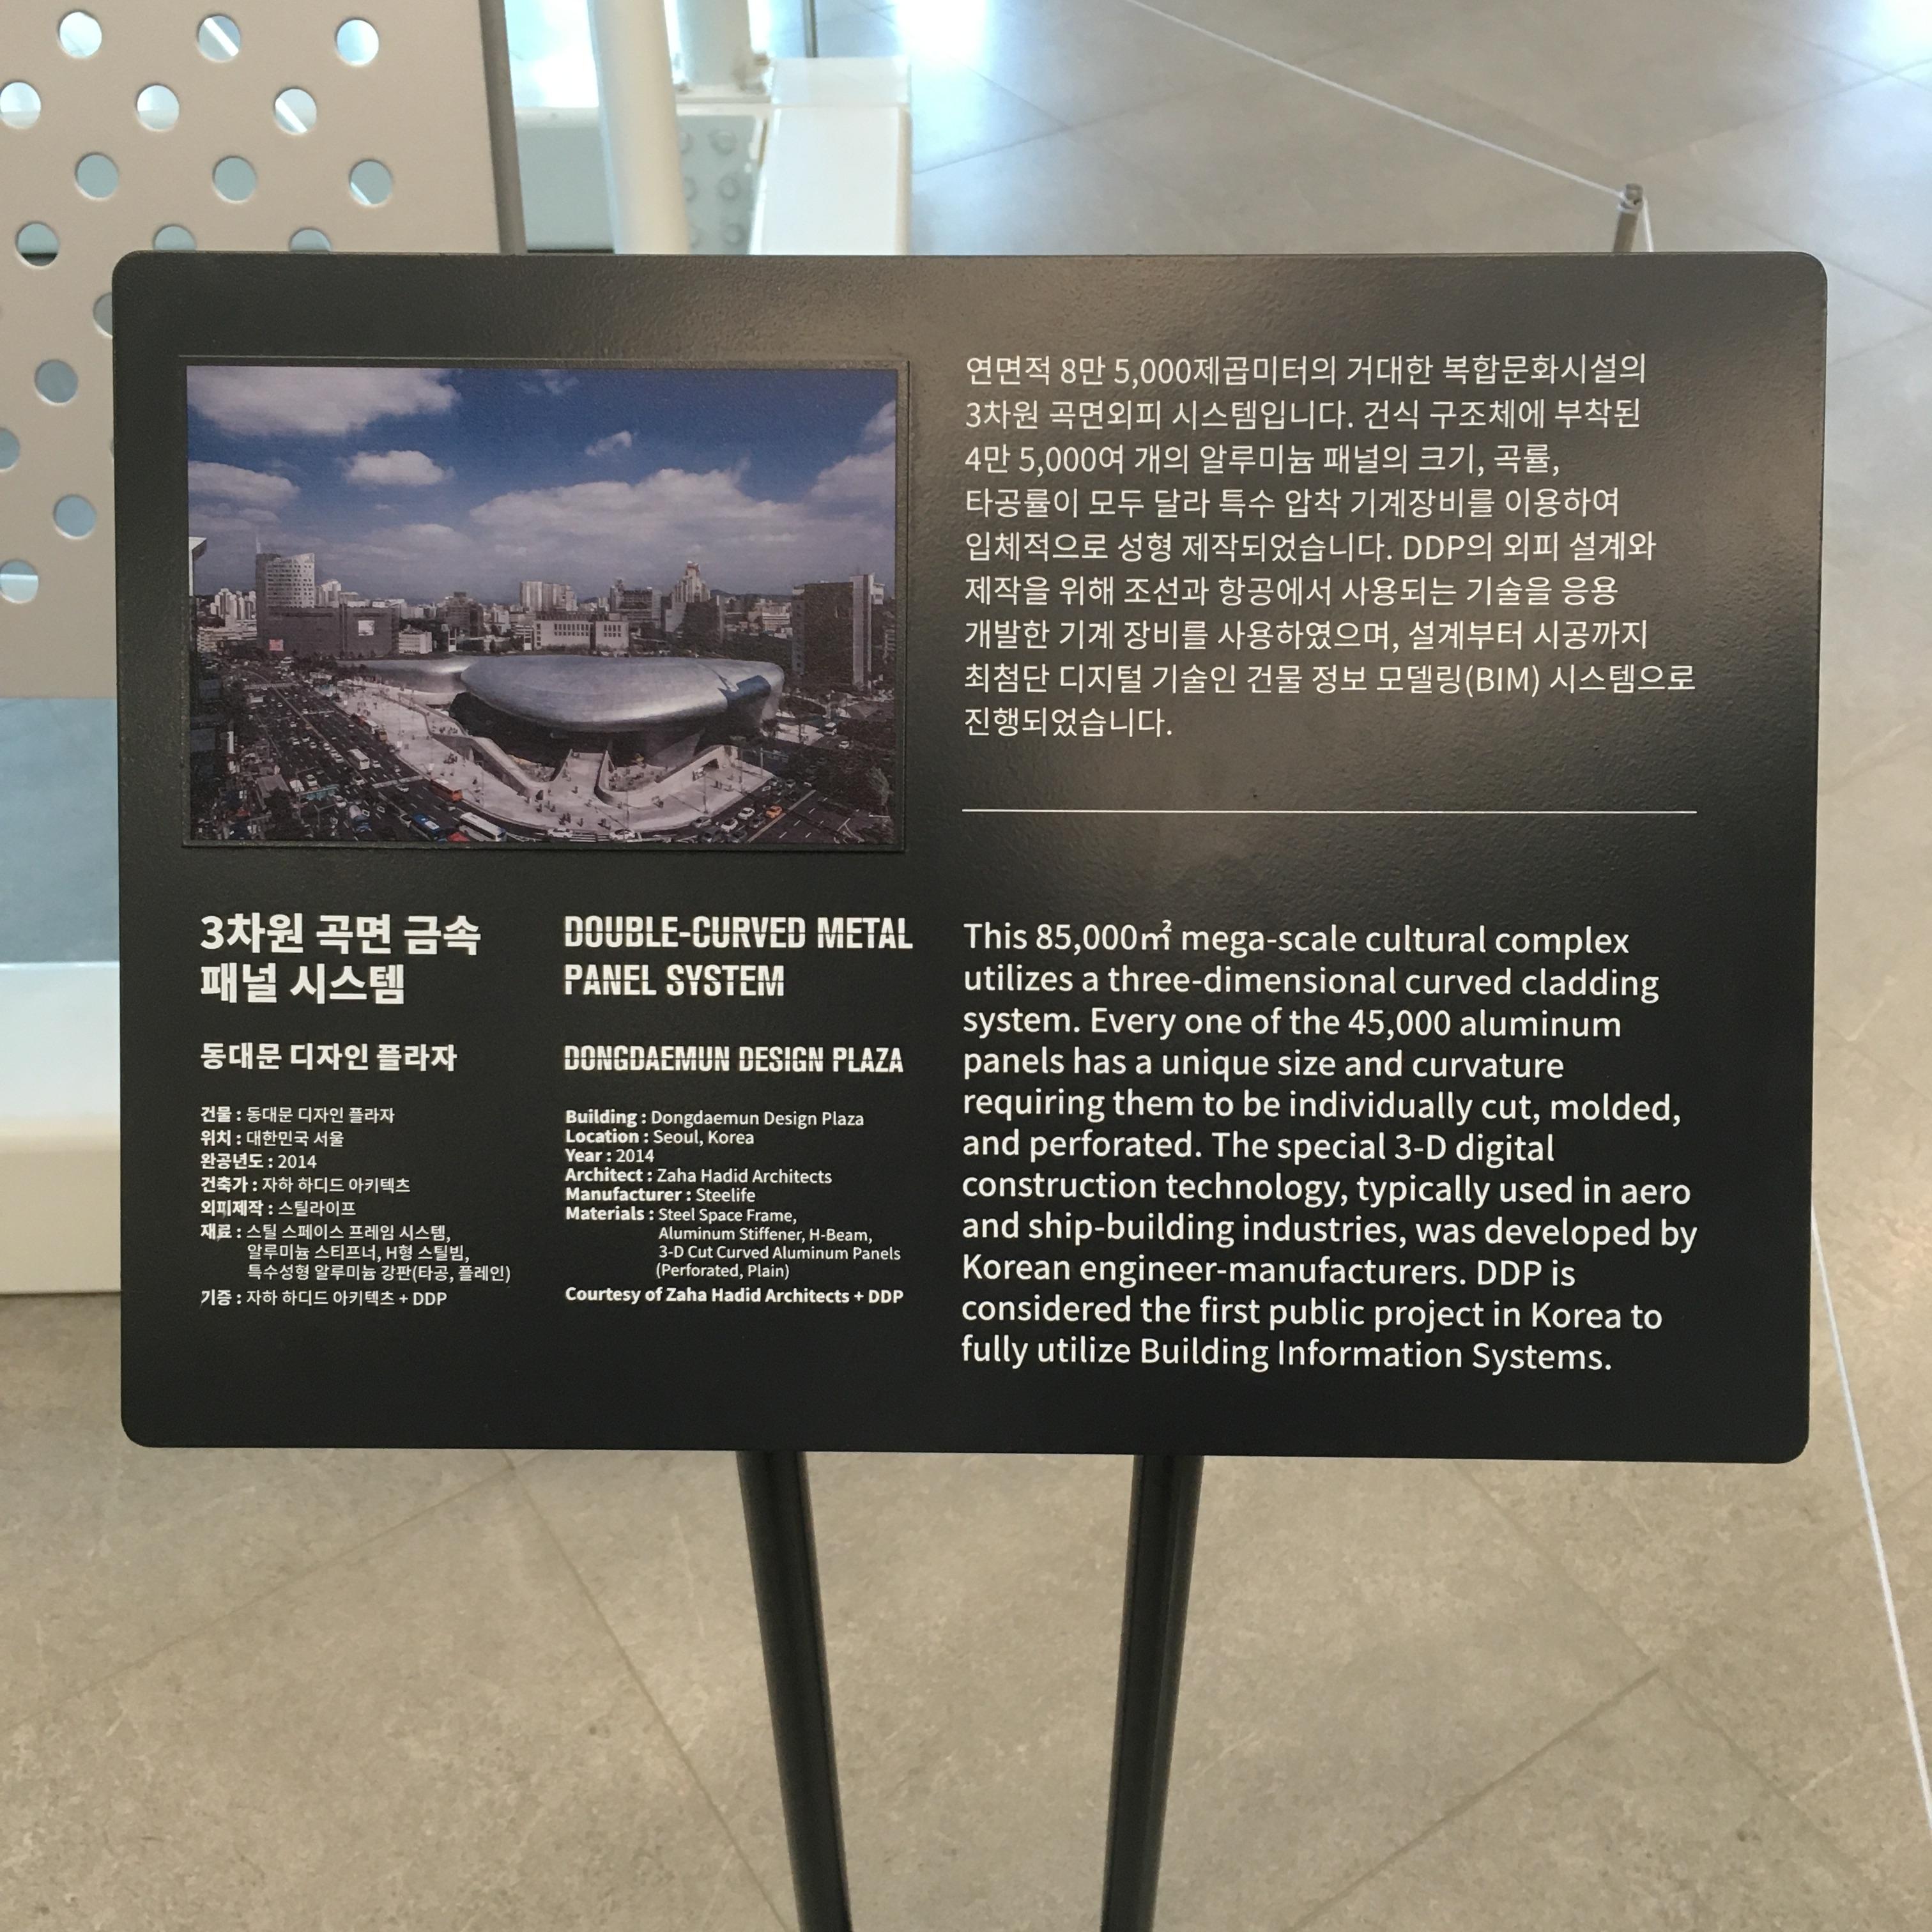 연면적 8만 5,000제곱미터의 거대한 복합문화시설의
3차원 곡면외피 시스템입니다. 건식 구조체에 부착된
4만 5,000여 개의 알루미늄 패널의 크기, 곡률,
타공률이 모두 달라 특수 압착 기계장비를 이용하여
입체적으로 성형 제작되었습니다. DDP의 외피 설계와
제작을 위해 조선과 항공에서 사용되는 기술을 응용
개발한 기계 장비를 사용하였으며, 설계부터 시공까지
최첨단 디지털 기술인 건물 정보 모델링(BIM) 시스템으로
진행되었습니다.
3차원 곡면 금속
패널 시스템
동대문 디자인 플라자
건물 : 동대문 디자인 플라자
위치 : 대한민국 서울
완공년도 : 2014
건축가 : 자하 하디드 아키텍츠
외피제작 : 스틸라이프
재료 : 스틸 스페이스 프레임 시스템,
알루미늄 스티프너, H형 스틸빔,
특수성형 알루미늄 강판(타공, 플레인)
기증 : 자하 하디드 아키텍츠 + DDP
DOUBLE-CURVED METAL
PANEL SYSTEM
DONGDAEMUN DESIGN PLAZA
Building : Dongdaemun Design Plaza
Location : Seoul, Korea
Year : 2014
Architect : Zaha Hadid Architects
Manufacturer : Steelife
Materials : Steel Space Frame,
Aluminum Stiffener, H-Beam,
3-D Cut Curved Aluminum Panels
(Perforated, Plain)
Courtesy of Zaha Hadid Architects + DDP
This 85,000㎡ mega-scale cultural complex
utilizes a three-dimensional curved cladding
system. Every one of the 45,000 aluminum
panels has a unique size and curvature
requiring them to be individually cut, molded,
and perforated. The special 3-D digital
construction technology, typically used in aero
and ship-building industries, was developed by
Korean engineer-manufacturers. DDP is
considered the first public project in Korea to
fully utilize Building Information Systems.